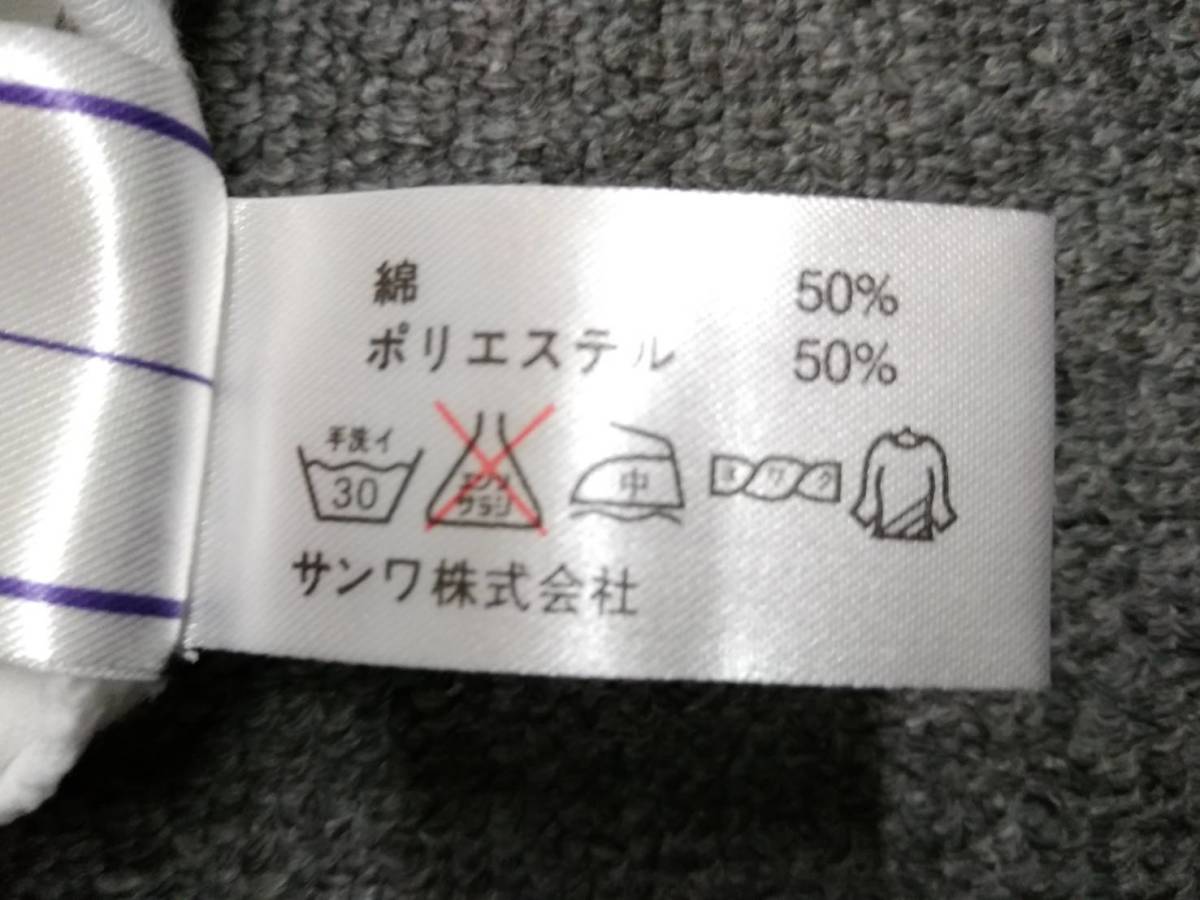 綿 50%
ポリエステル 50%
手洗イ
30
エンソ
サラシ
中
ヨワク
サンワ株式会社